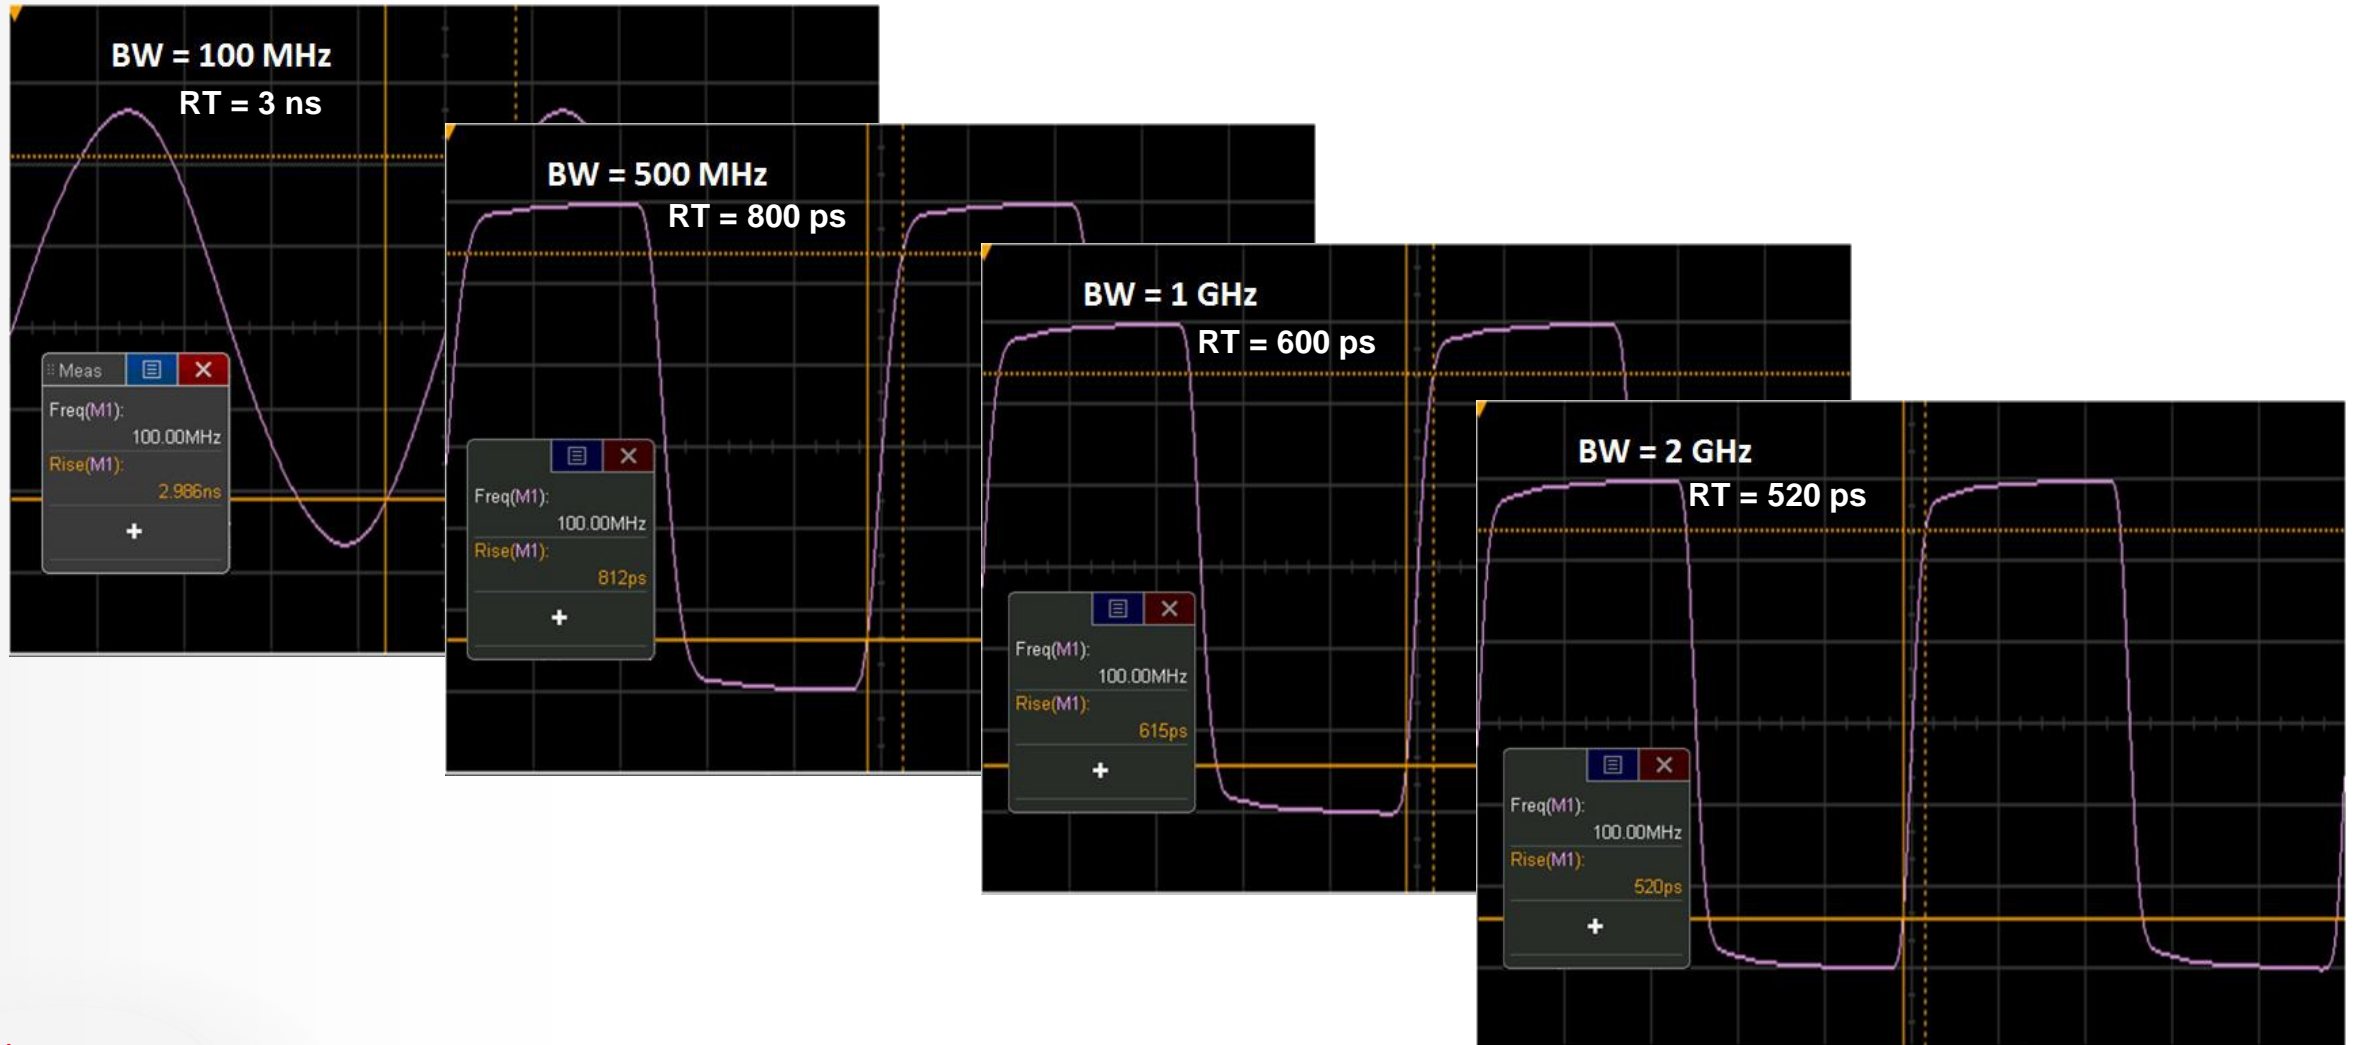 BW = 100 MHz
RT = 3 ns
Meas
Freq(M1):
100.00MHz
Rise(M1):
2.986ns
+
BW = 500 MHz
RT = 800 ps
Freq(M1):
100.00MHz
Rise(M1):
812ps
+
BW = 1 GHz
RT = 600 ps
Freq(M1):
100.00MHz
Rise(M1):
615ps
+
BW = 2 GHz
RT = 520 ps
Freq(M1):
100.00MHz
Rise(M1):
520ps
+